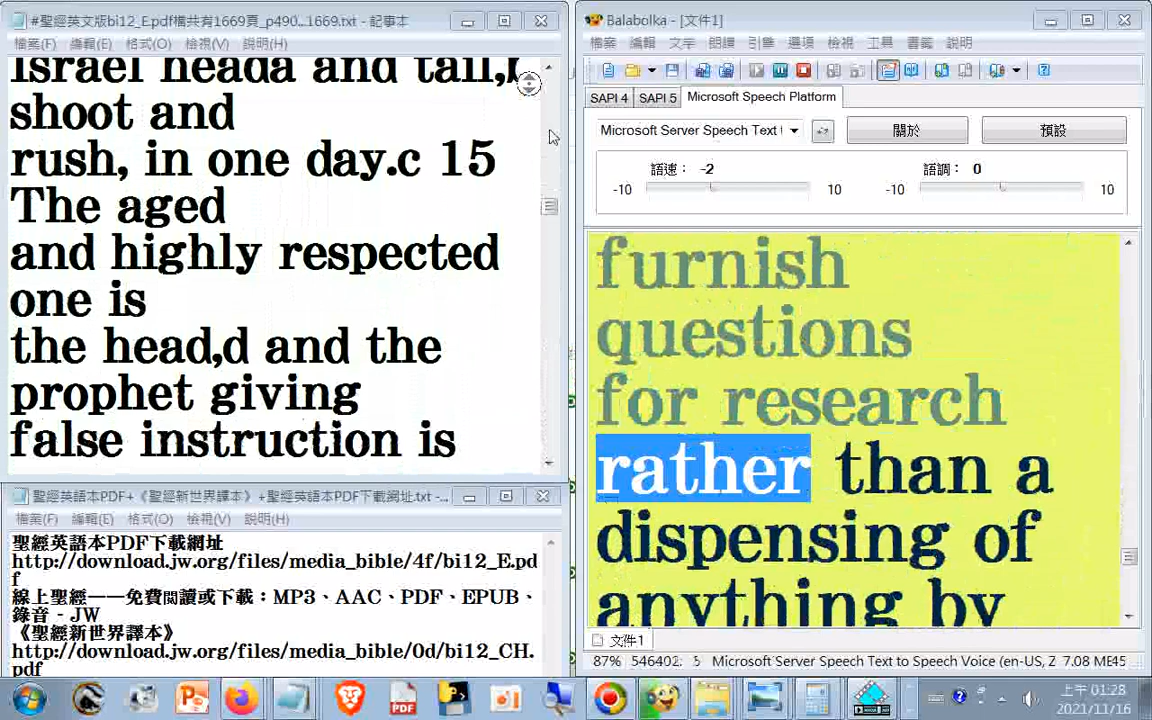 #聖經英文版bi12_E.pdf檔共有1669頁_p490...1669.txt - 記事本
檔案(F) 編輯(E) 格式(O) 檢視(V) 說明(H)
Israel heada and tail,b
shoot and
rush, in one day.c 15
The aged
and highly respected
one is
the head,d and the
prophet giving
false instruction is
聖經英語本PDF+《聖經新世界譯本》+聖經英語本PDF下載網址.txt - ...
檔案(F) 編輯(E) 格式(O) 檢視(V) 說明(H)
聖經英語本PDF下載網址
http://download.jw.org/files/media_bible/4f/bi12_E.pd
f
線上聖經——免費閱讀或下載：MP3、AAC、PDF、EPUB、
錄音 - JW
《聖經新世界譯本》
http://download.jw.org/files/media_bible/0d/bi12_CH.
pdf
Balabolka - [文件1]
檔案 編輯 文字 朗讀 引擎 選項 檢視 工具 書籤 說明
SAPI 4 SAPI 5 Microsoft Speech Platform
Microsoft Server Speech Text 關於 預設
語速： -2 語調： 0
-10 10 -10 10
furnish
questions
for research
rather than a
dispensing of
anything by
文件1
87% 546402: 5 Microsoft Server Speech Text to Speech Voice (en-US, Z 7.08 ME45
PDF
上午 01:28
2021/11/16